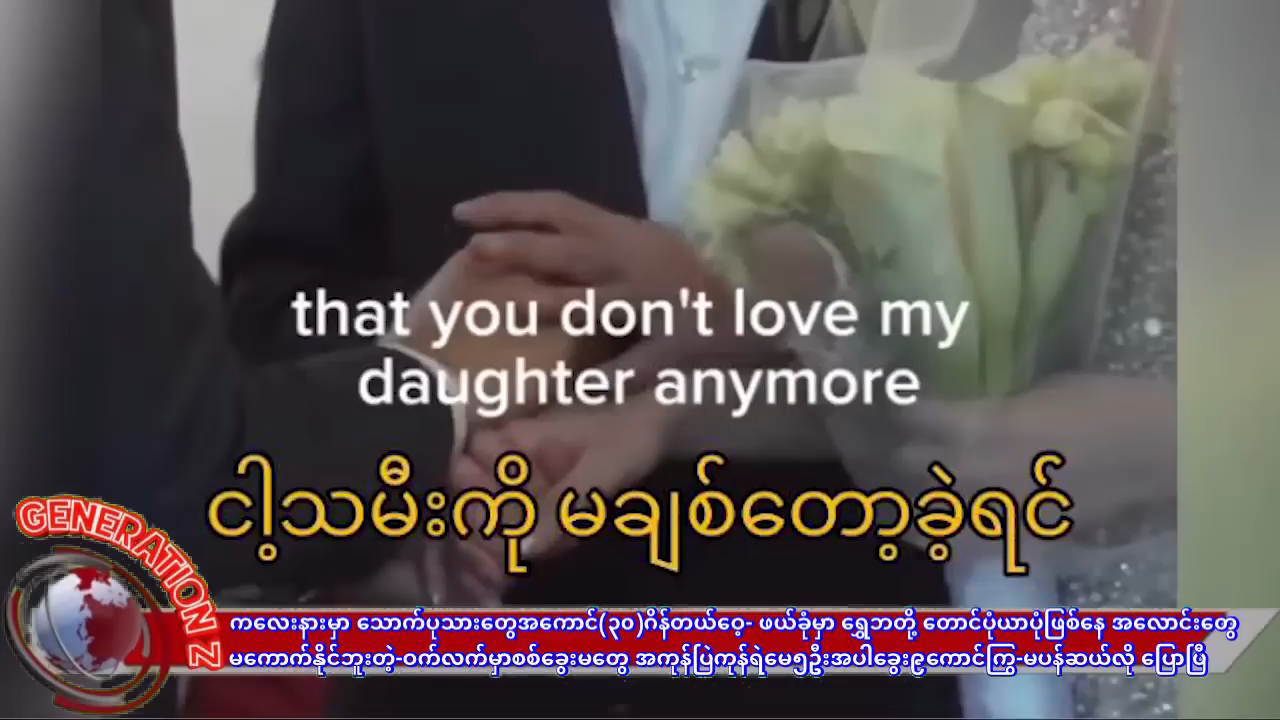 that you don't love my
daughter anymore
ငါ့သမီးကို မချစ်တော့ခဲ့ရင်
GENERATION Z
ကလေးနားမှာ သောက်ပုသားတွေအကောင်(၃၀)ဂိန်တယ်ဝေ့- ဖယ်ခုံမှာ ရွှေဘတို့ တောင်ပုံယာပုံဖြစ်နေ အလောင်းတွေ
မကောက်နိုင်ဘူးတဲ့-ဝက်လက်မှာစစ်ခွေးမတွေ အကုန်ပြဲကုန်ရဲမေ၅ဦးအပါခွေး၉ကောင်ကြွ-မပန်ဆယ်လို ပြောပြီ